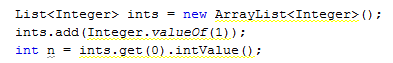 List<Integer> ints = new ArrayList<Integer>();
ints.add(Integer.valueOf(1));
int n = ints.get(0).intValue();